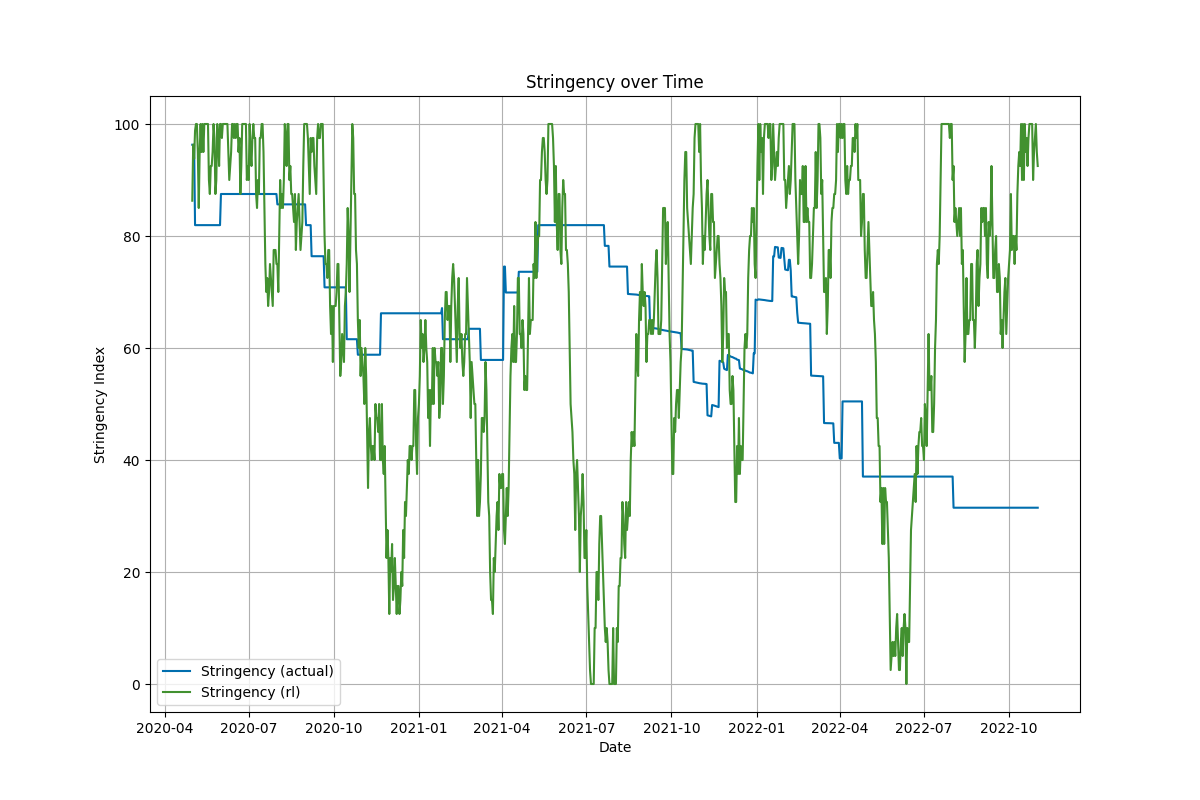 Stringency over Time
100
80
60
40
20
0
Stringency Index
Stringency (actual)
Stringency (rl)
2020-04 2020-07 2020-10 2021-01 2021-04 2021-07 2021-10 2022-01 2022-04 2022-07 2022-10
Date